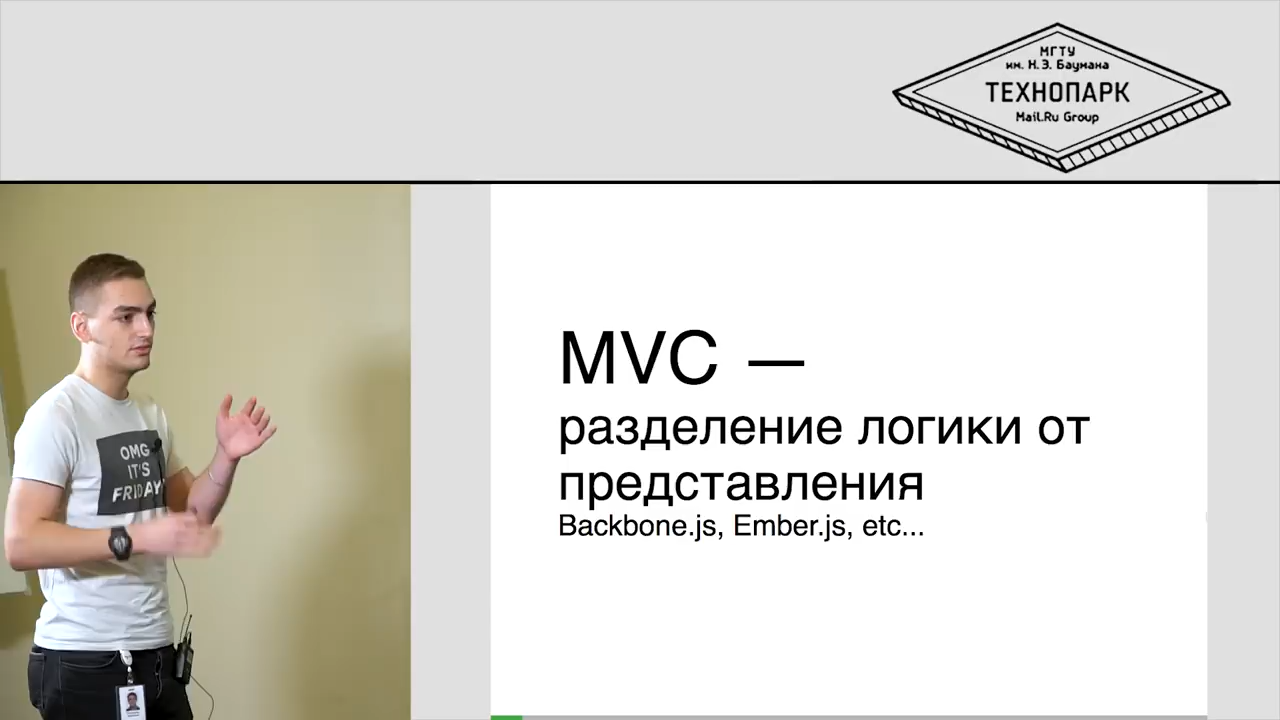 МГТУ
им. Н.Э. Баумана
ТЕХНОПАРК
Mail.Ru Group
MVC —
разделение логики от
представления
Backbone.js, Ember.js, etc...
OMG
IT'S
FRIDAY